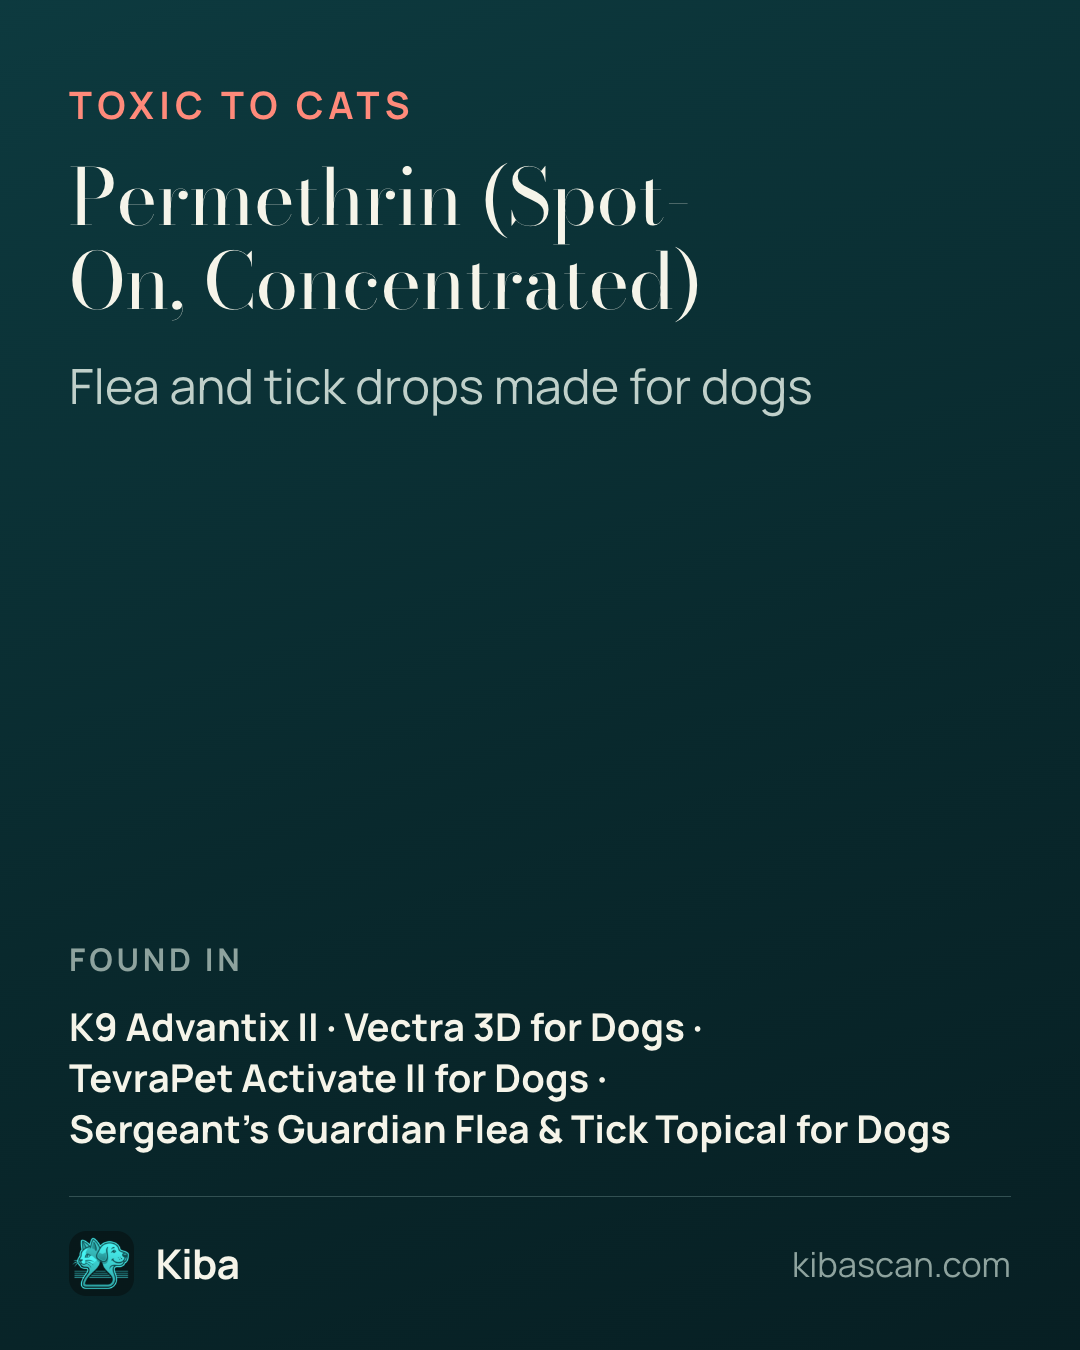 TOXIC TO CATS
Permethrin (Spot-
On, Concentrated)
Flea and tick drops made for dogs
FOUND IN
K9 Advantix II · Vectra 3D for Dogs ·
TevraPet Activate II for Dogs ·
Sergeant’s Guardian Flea & Tick Topical for Dogs
Kiba
kibascan.com